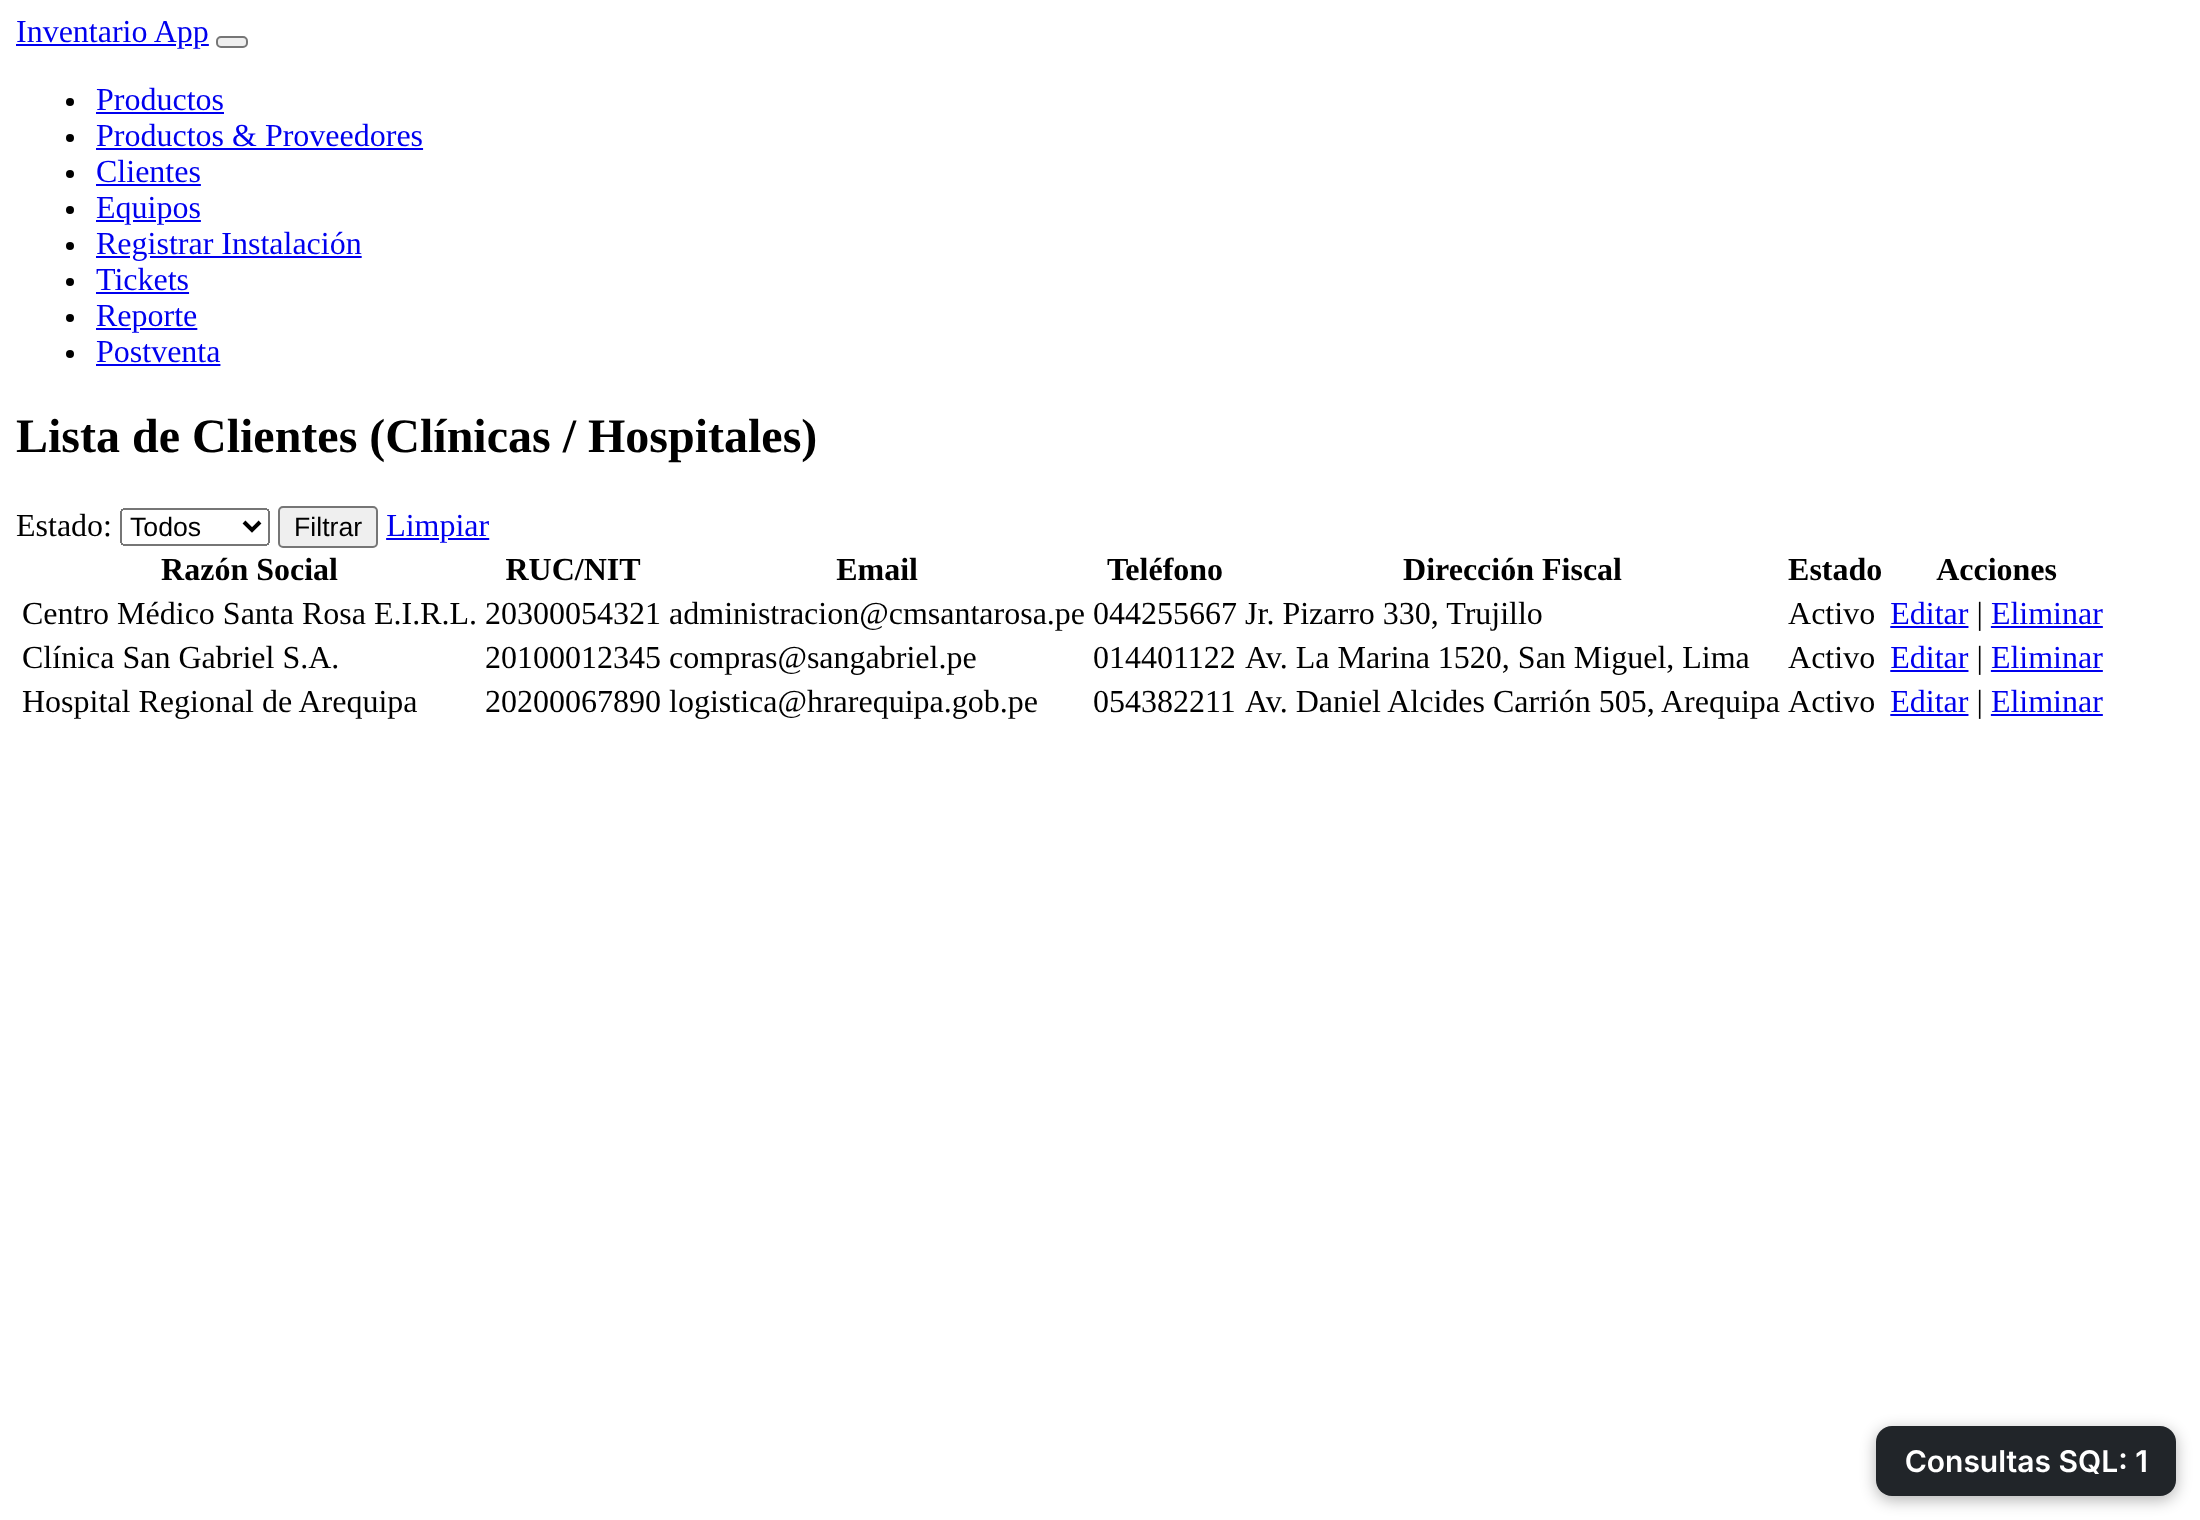 Inventario App
Productos
Productos & Proveedores
Clientes
Equipos
Registrar Instalación
Tickets
Reporte
Postventa
Lista de Clientes (Clínicas / Hospitales)
Estado: Todos Filtrar Limpiar
Razón Social RUC/NIT Email Teléfono Dirección Fiscal Estado Acciones
Centro Médico Santa Rosa E.I.R.L. 20300054321 administracion@cmsantarosa.pe 044255667 Jr. Pizarro 330, Trujillo Activo Editar | Eliminar
Clínica San Gabriel S.A. 20100012345 compras@sangabriel.pe 014401122 Av. La Marina 1520, San Miguel, Lima Activo Editar | Eliminar
Hospital Regional de Arequipa 20200067890 logistica@hrarequipa.gob.pe 054382211 Av. Daniel Alcides Carrión 505, Arequipa Activo Editar | Eliminar
Consultas SQL: 1